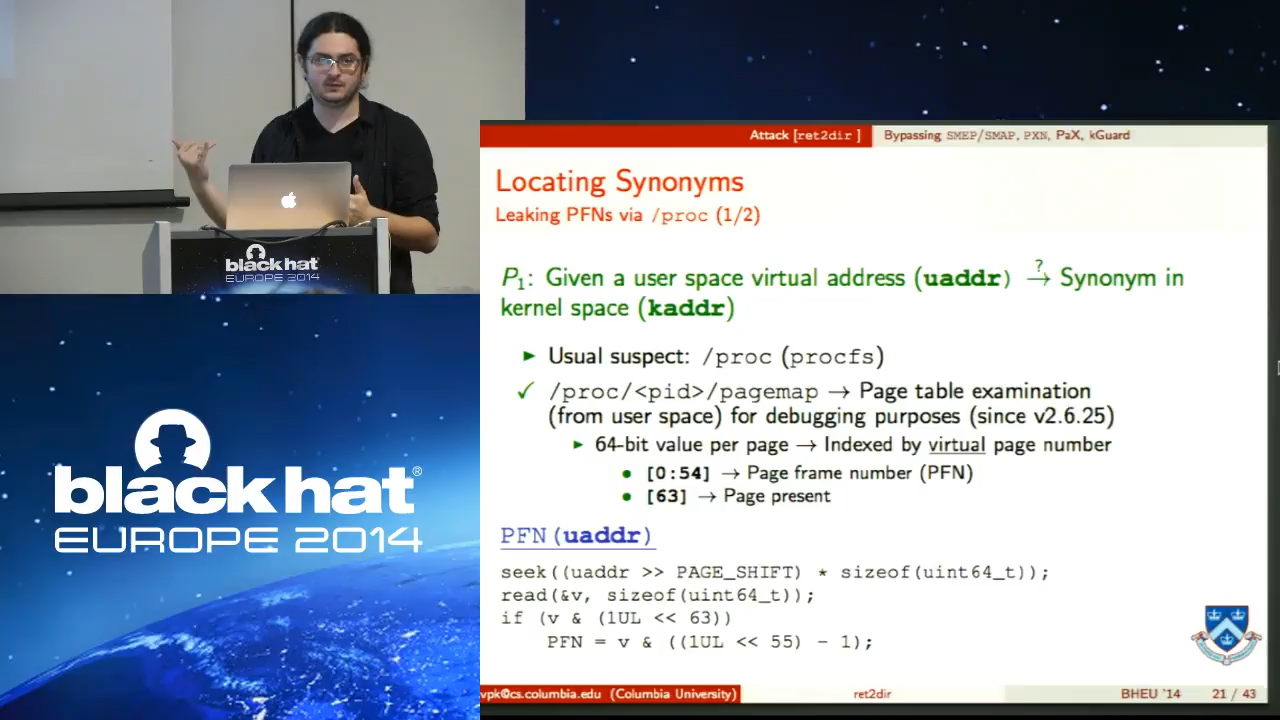 black hat
EUROPE 2014
black hat®
EUROPE 2014
Attack [ret2dir ] Bypassing SMEP/SMAP, PXN, PaX, kGuard
Locating Synonyms
Leaking PFNs via /proc (1/2)
P1: Given a user space virtual address (uaddr) →? Synonym in
kernel space (kaddr)
► Usual suspect: /proc (procfs)
✓ /proc/<pid>/pagemap → Page table examination
(from user space) for debugging purposes (since v2.6.25)
► 64-bit value per page → Indexed by virtual page number
• [0:54] → Page frame number (PFN)
• [63] → Page present
PFN(uaddr)
seek((uaddr >> PAGE_SHIFT) * sizeof(uint64_t));
read(&v, sizeof(uint64_t));
if (v & (1UL << 63))
PFN = v & ((1UL << 55) - 1);
vpk@cs.columbia.edu (Columbia University) ret2dir BHEU '14 21 / 43